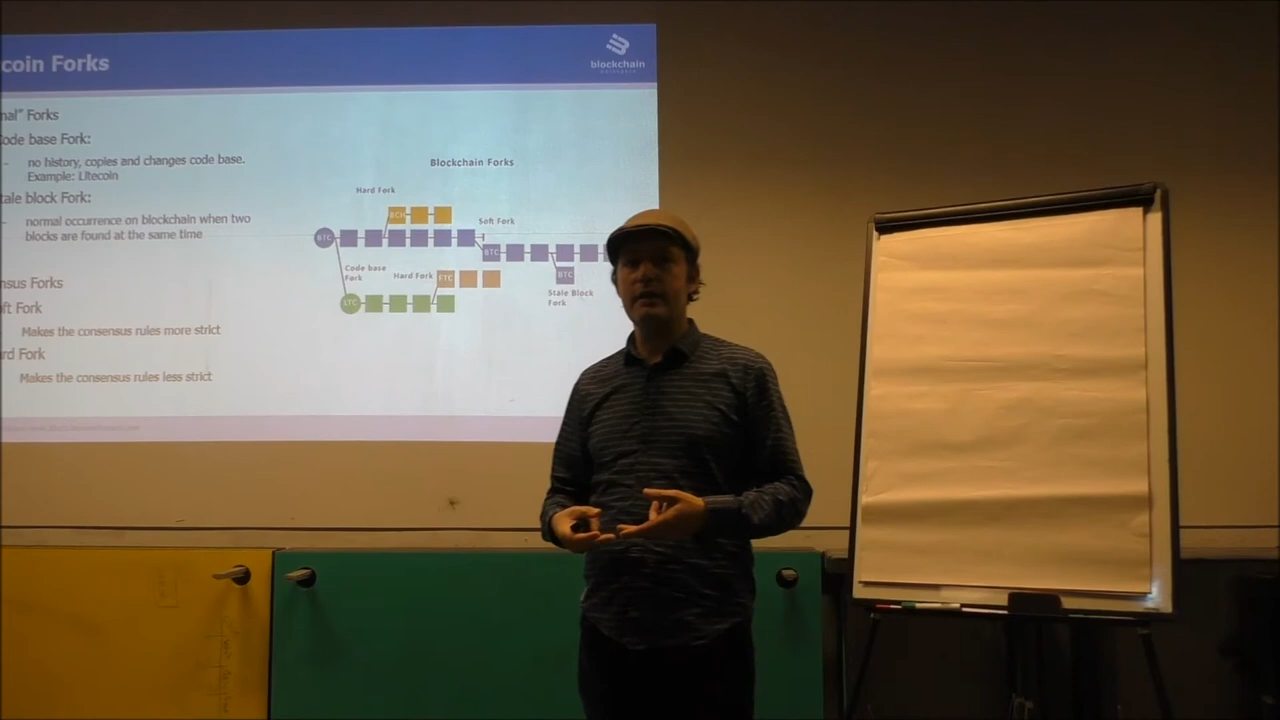 coin Forks
blockchain
nal" Forks
Code base Fork:
- no history, copies and changes code base.
Example: Litecoin
tale block Fork:
- normal occurrence on blockchain when two
blocks are found at the same time
nsus Forks
oft Fork
Makes the consensus rules more strict
rd Fork
Makes the consensus rules less strict
Blockchain Forks
Hard Fork
BCH
Soft Fork
BTC
BTC
Code base
Fork
Hard Fork
FTC
BTC
Stale Block
Fork
LTC